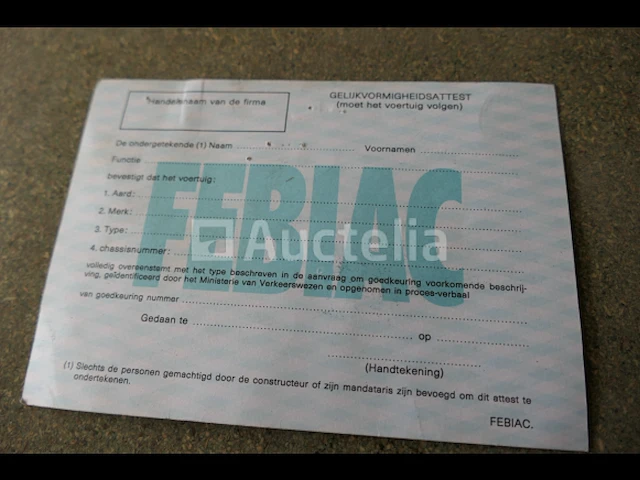 Handelsnaam van de firma
GELIJKVORMIGHEIDSATTEST
(moet het voertuig volgen)
De ondergetekende (1) Naam
Voornamen
Functie
bevestigt dat het voertuig:
1. Aard:
2. Merk:
3. Type:
4. chassisnummer:
FEBIAC
Auctelia
volledig overeenstemt met het type beschreven in de aanvraag om goedkeuring voorkomende beschrij-
ving, geïdentificeerd door het Ministerie van Verkeerswezen en opgenomen in proces-verbaal
van goedkeuring nummer
Gedaan te
op
(Handtekening)
(1) Slechts de personen gemachtigd door de constructeur of zijn mandataris zijn bevoegd om dit attest te
ondertekenen.
FEBIAC.